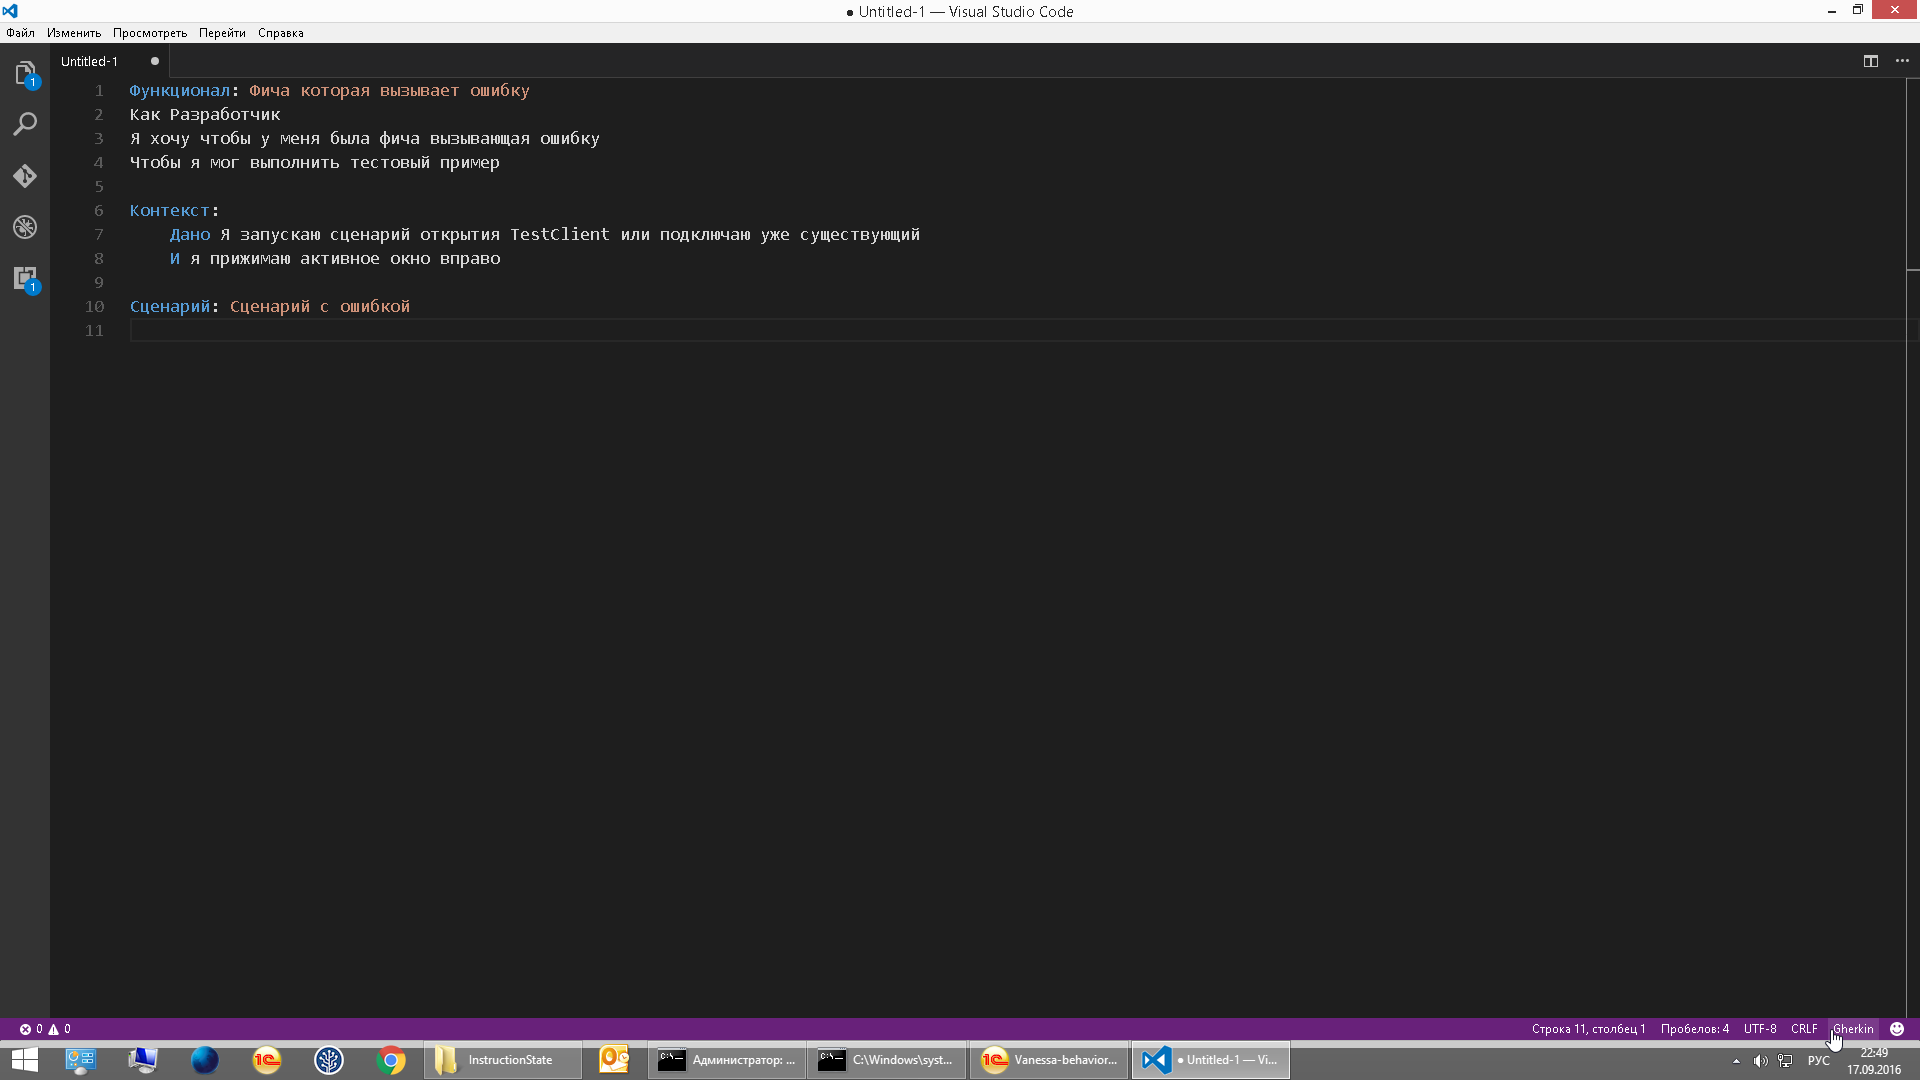 ● Untitled-1 — Visual Studio Code
Файл Изменить Просмотреть Перейти Справка
Untitled-1 ●
1 Функционал: Фича которая вызывает ошибку
2 Как Разработчик
3 Я хочу чтобы у меня была фича вызывающая ошибку
4 Чтобы я мог выполнить тестовый пример
5
6 Контекст:
7 Дано Я запускаю сценарий открытия TestClient или подключаю уже существующий
8 И я прижимаю активное окно вправо
9
10 Сценарий: Сценарий с ошибкой
11
1
1
0 0 Строка 11, столбец 1 Пробелов: 4 UTF-8 CRLF Gherkin
InstructionState Администратор: ... C:\Windows\syst... Vanessa-behavior... ● Untitled-1 — Vi... РУС 22:49
17.09.2016